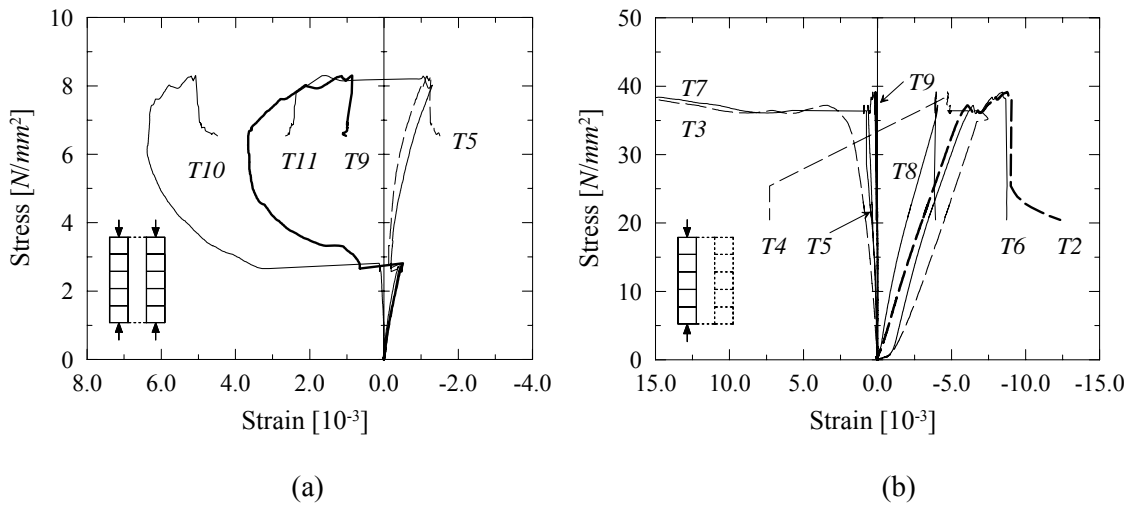 10
8
6
4
2
0
Stress [N/mm²]
8.0 6.0 4.0 2.0 0.0 -2.0 -4.0
Strain [10⁻³]
T10
T11
T9
T5
(a)
50
40
30
20
10
0
Stress [N/mm²]
15.0 10.0 5.0 0.0 -5.0 -10.0 -15.0
Strain [10⁻³]
T7
T3
T9
T8
T4
T5
T6
T2
(b)